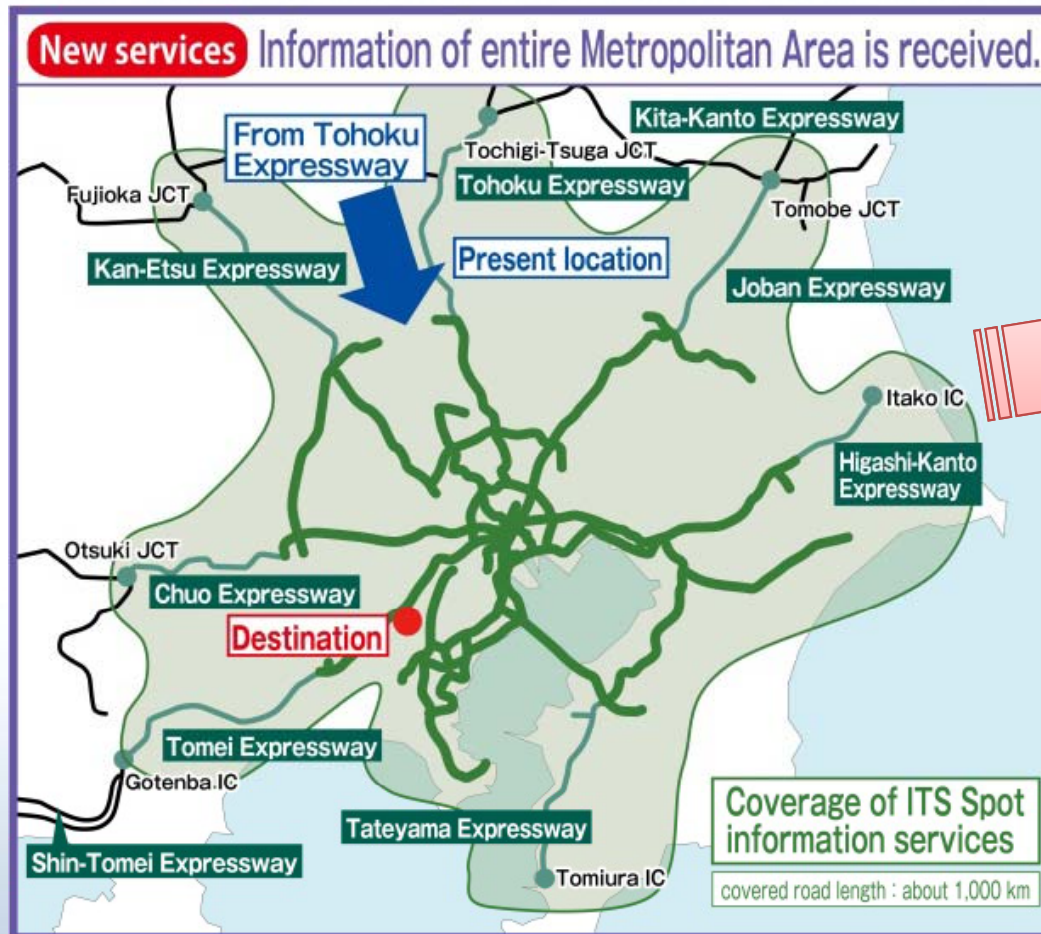 New services Information of entire Metropolitan Area is received.
Kita-Kanto Expressway
From Tohoku
Expressway
Tochigi-Tsuga JCT
Tohoku Expressway
Fujioka JCT
Tomobe JCT
Kan-Etsu Expressway
Present location
Joban Expressway
Itako IC
Higashi-Kanto
Expressway
Otsuki JCT
Chuo Expressway
Destination
Tomei Expressway
Gotenba IC
Coverage of ITS Spot
information services
Tateyama Expressway
Shin-Tomei Expressway
Tomiura IC
covered road length : about 1,000 km